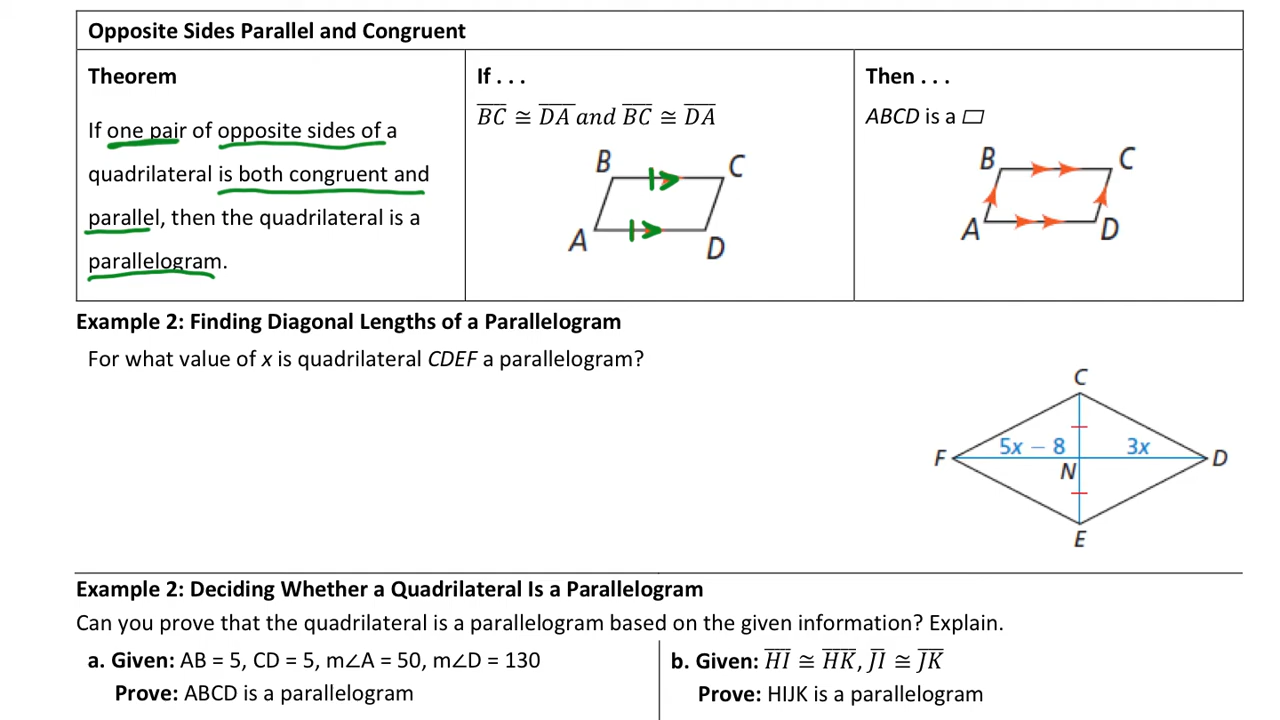 Opposite Sides Parallel and Congruent
Theorem
If one pair of opposite sides of a
quadrilateral is both congruent and
parallel, then the quadrilateral is a
parallelogram.
If . . .
BC ≅ DA and BC ≅ DA
B
C
A
D
Then . . .
ABCD is a ▱
B
C
A
D
Example 2: Finding Diagonal Lengths of a Parallelogram
For what value of x is quadrilateral CDEF a parallelogram?
C
5x − 8
3x
F
D
N
E
Example 2: Deciding Whether a Quadrilateral Is a Parallelogram
Can you prove that the quadrilateral is a parallelogram based on the given information? Explain.
a. Given: AB = 5, CD = 5, m∠A = 50, m∠D = 130
Prove: ABCD is a parallelogram
b. Given: HI ≅ HK, JI ≅ JK
Prove: HIJK is a parallelogram